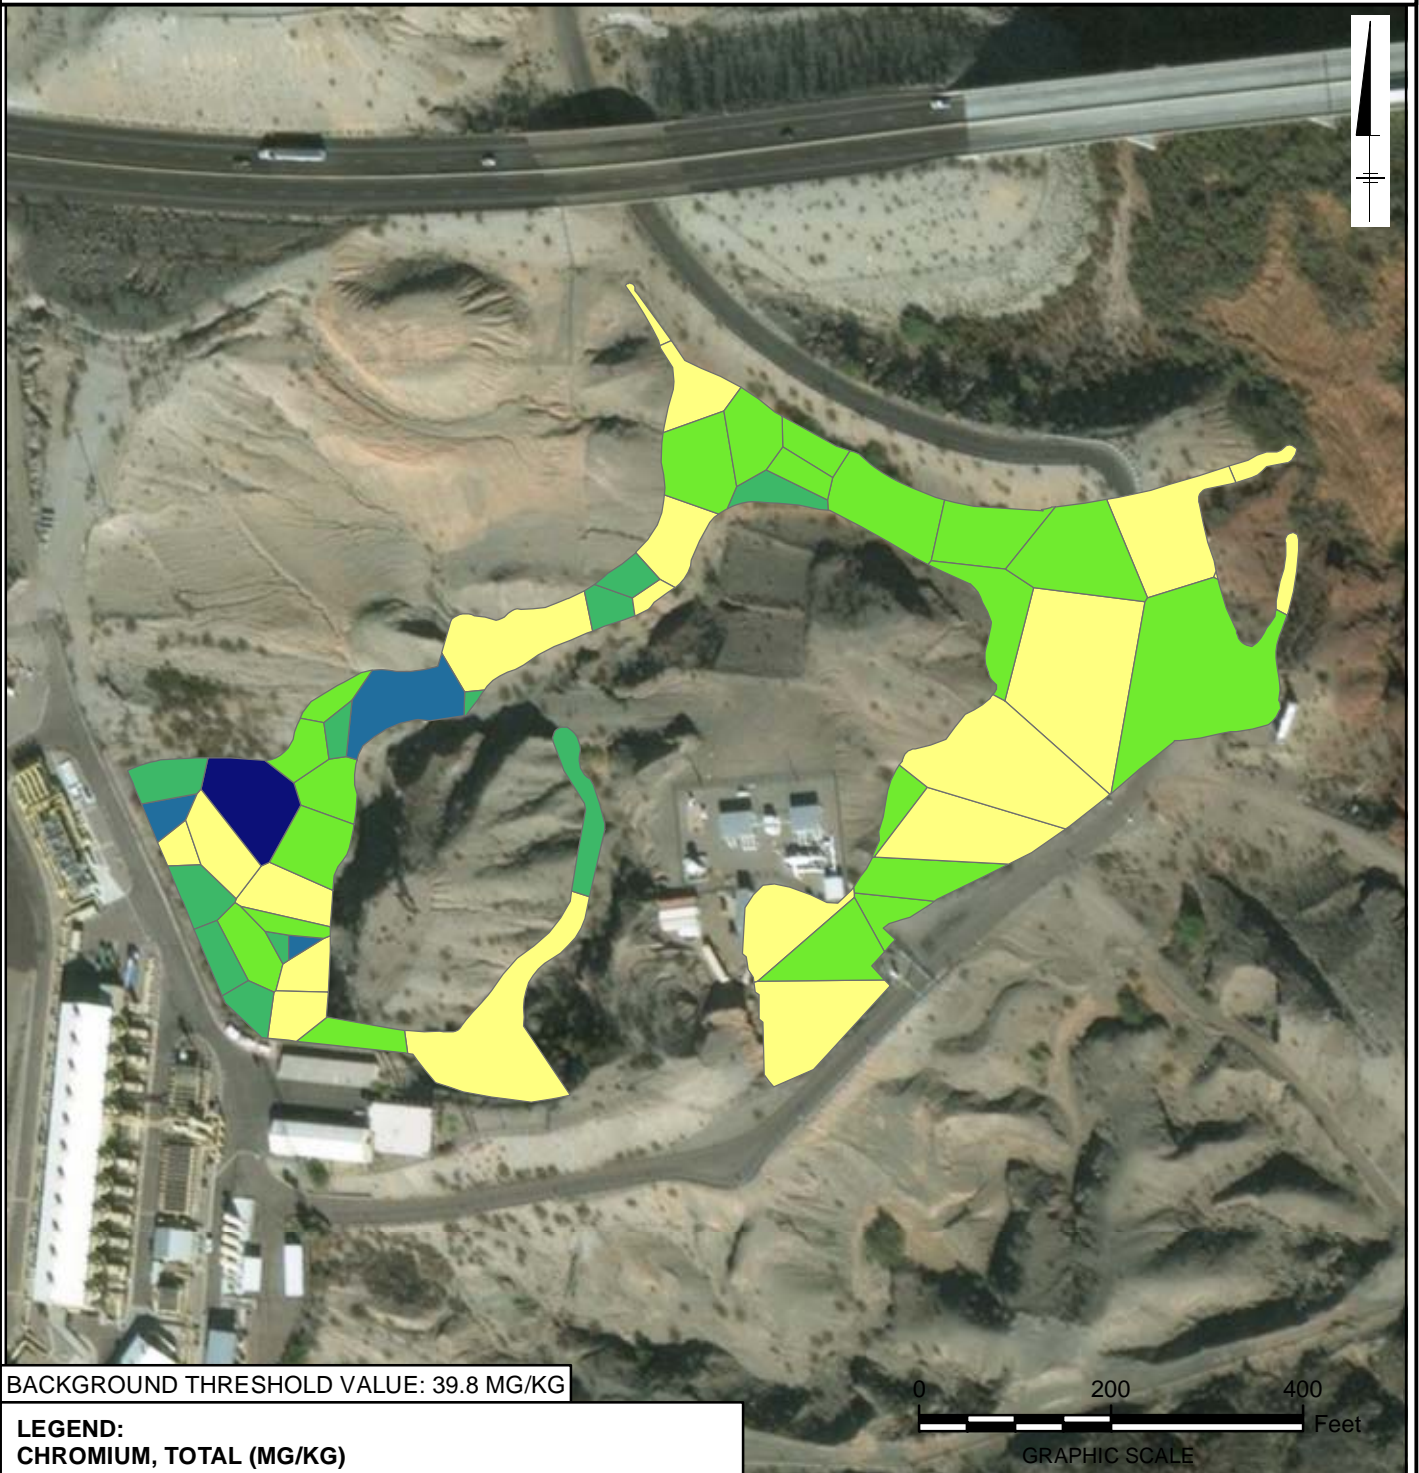 BACKGROUND THRESHOLD VALUE: 39.8 MG/KG
LEGEND:
CHROMIUM, TOTAL (MG/KG)
0 200 400
Feet
GRAPHIC SCALE